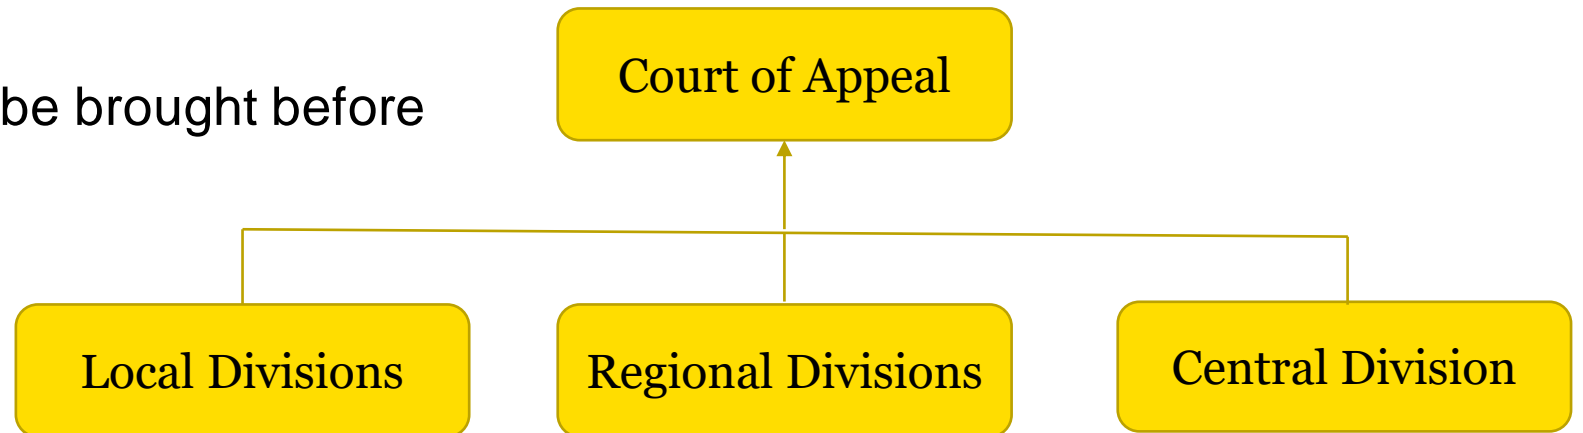 Court of Appeal
be brought before
Local Divisions
Regional Divisions
Central Division